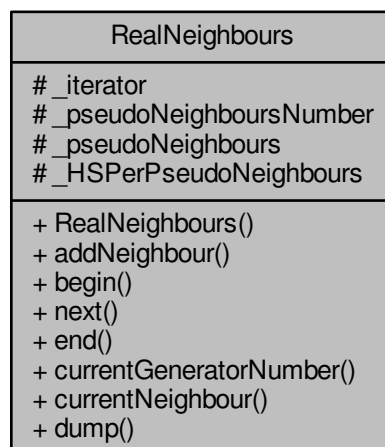 RealNeighbours
# _iterator
# _pseudoNeighboursNumber
# _pseudoNeighbours
# _HSPerPseudoNeighbours
+ RealNeighbours()
+ addNeighbour()
+ begin()
+ next()
+ end()
+ currentGeneratorNumber()
+ currentNeighbour()
+ dump()